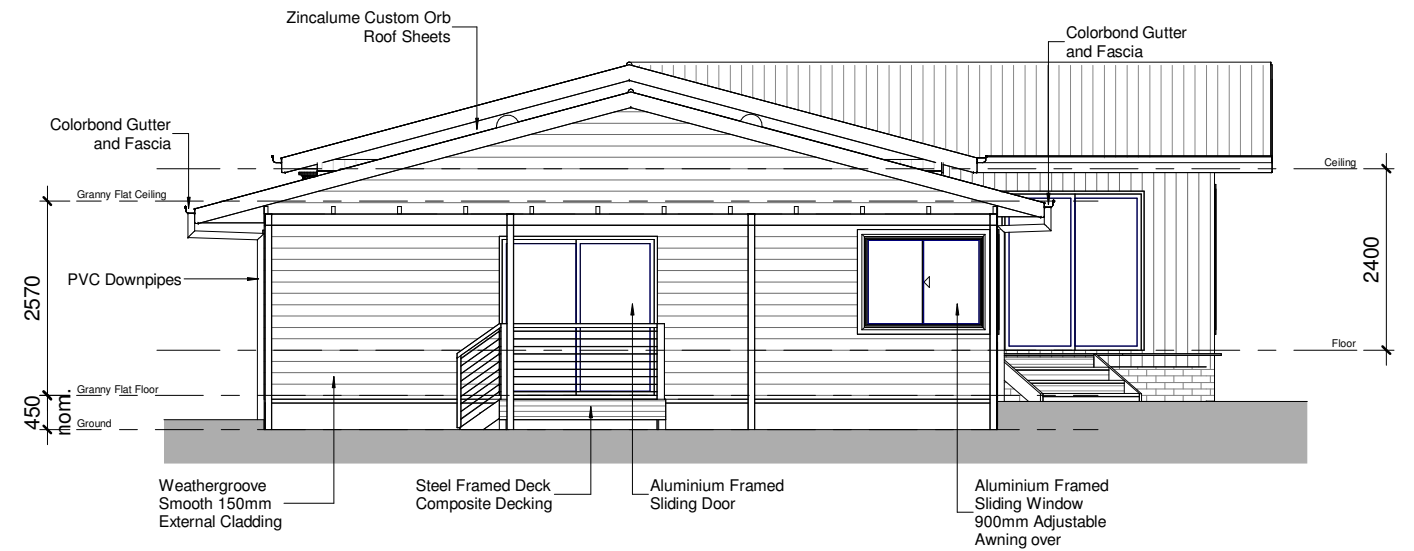 Zincalume Custom Orb
Roof Sheets
Colorbond Gutter
and Fascia
Colorbond Gutter
and Fascia
Ceiling
Granny Flat Ceiling
2400
PVC Downpipes
2570
Floor
Granny Flat Floor
450
nom.
Ground
Weathergroove
Smooth 150mm
External Cladding
Steel Framed Deck
Composite Decking
Aluminium Framed
Sliding Door
Aluminium Framed
Sliding Window
900mm Adjustable
Awning over